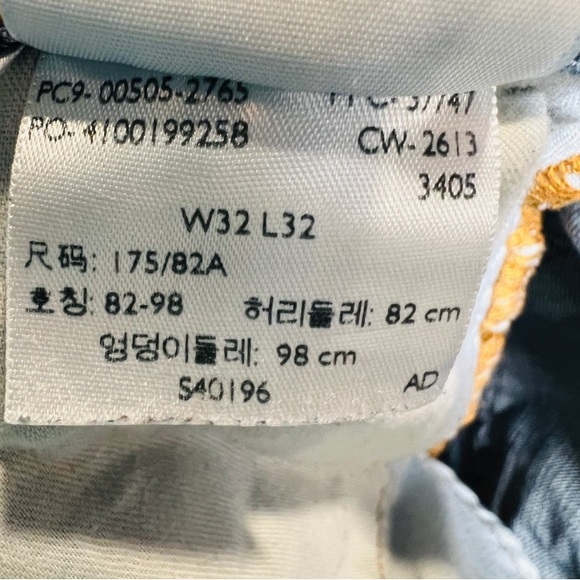 PC9-00505-2765
PO-4100199258 CW-2613
3405
W32 L32
尺码: 175/82A
호칭: 82-98 허리둘레: 82 cm
엉덩이둘레: 98 cm
S40196 AD